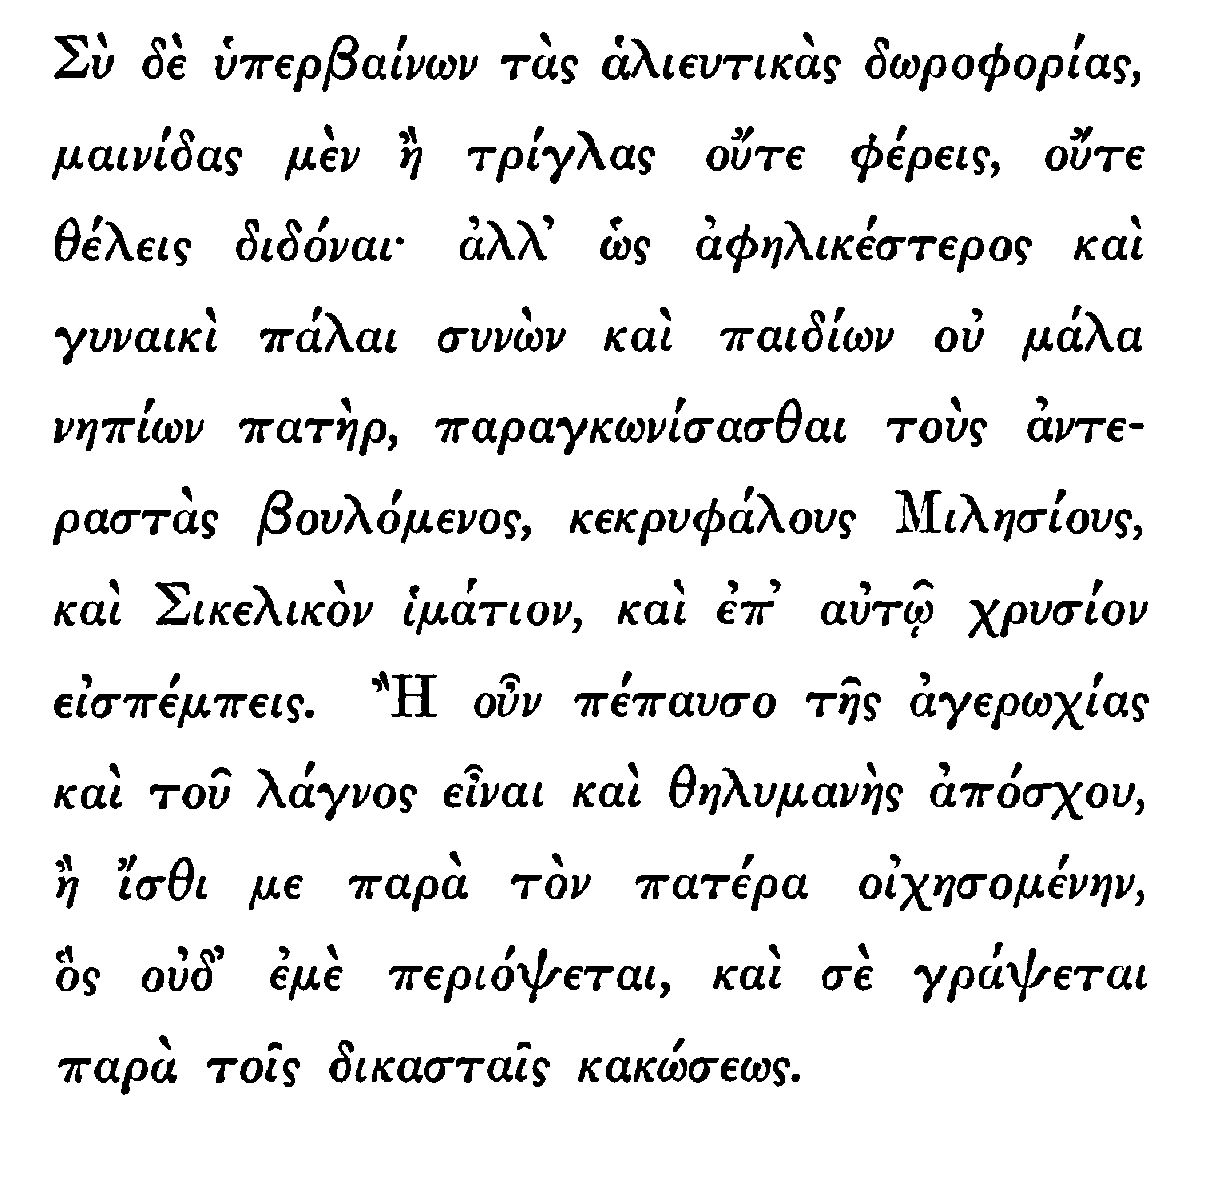 Σὺ δὲ ὑπερβαίνων τὰς ἁλιευτικὰς δωροφορίας,
μαινίδας μὲν ἢ τρίγλας οὔτε φέρεις, οὔτε
θέλεις διδόναι· ἀλλ’ ὡς ἀφηλικέστερος καὶ
γυναικὶ πάλαι συνὼν καὶ παιδίων οὐ μάλα
νηπίων πατὴρ, παραγκωνίσασθαι τοὺς ἀντε-
ραστὰς βουλόμενος, κεκρυφάλους Μιλησίους,
καὶ Σικελικὸν ἱμάτιον, καὶ ἐπ’ αὐτῷ χρυσίον
εἰσπέμπεις. Ἢ οὖν πέπαυσο τῆς ἀγερωχίας
καὶ τοῦ λάγνος εἶναι καὶ θηλυμανὴς ἀπόσχου,
ἢ ἴσθι με παρὰ τὸν πατέρα οἰχησομένην,
ὃς οὐδ’ ἐμὲ περιόψεται, καὶ σὲ γράψεται
παρὰ τοῖς δικασταῖς κακώσεως.